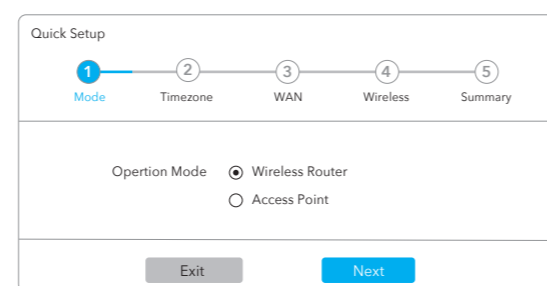 Quick Setup
1 2 3 4 5
Mode Timezone WAN Wireless Summary
Opertion Mode Wireless Router
Access Point
Exit Next